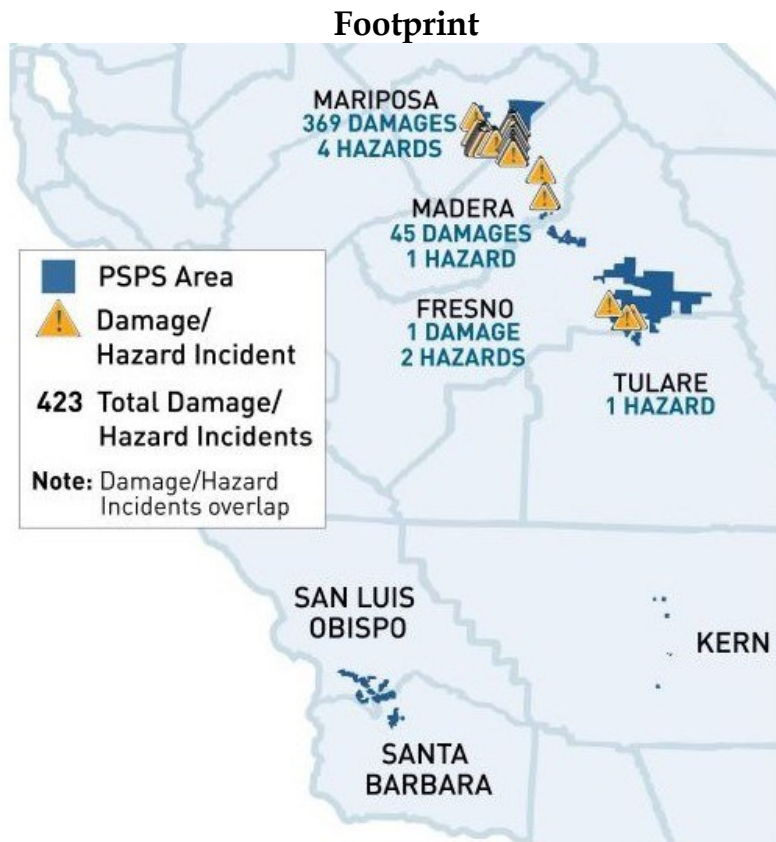 Footprint
MARIPOSA
369 DAMAGES
4 HAZARDS
MADERA
45 DAMAGES
1 HAZARD
FRESNO
1 DAMAGE
2 HAZARDS
TULARE
1 HAZARD
PSPS Area
Damage/
Hazard Incident
423 Total Damage/
Hazard Incidents
Note: Damage/Hazard
Incidents overlap
SAN LUIS
OBISPO
KERN
SANTA
BARBARA